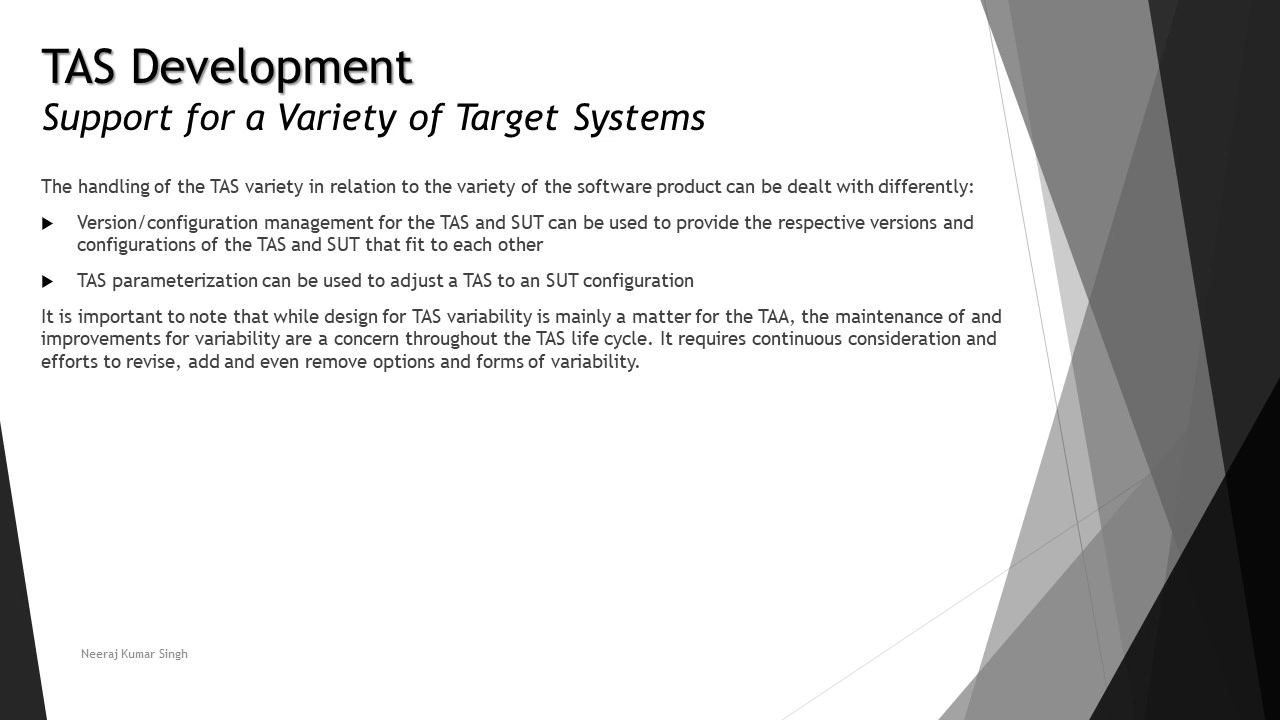 TAS Development
Support for a Variety of Target Systems
The handling of the TAS variety in relation to the variety of the software product can be dealt with differently:
Version/configuration management for the TAS and SUT can be used to provide the respective versions and
configurations of the TAS and SUT that fit to each other
TAS parameterization can be used to adjust a TAS to an SUT configuration
It is important to note that while design for TAS variability is mainly a matter for the TAA, the maintenance of and
improvements for variability are a concern throughout the TAS life cycle. It requires continuous consideration and
efforts to revise, add and even remove options and forms of variability.
Neeraj Kumar Singh